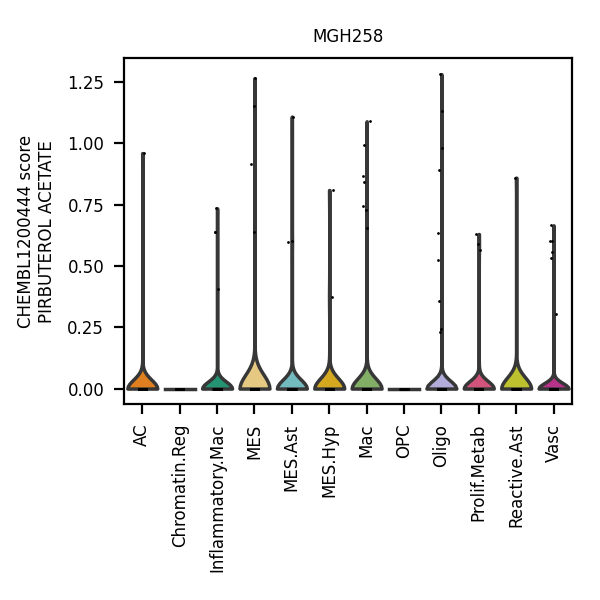 MGH258
CHEMBL1200444 score
PIRBUTEROL ACETATE
1.25
1.00
0.75
0.50
0.25
0.00
AC
Chromatin.Reg
Inflammatory.Mac
MES
MES.Ast
MES.Hyp
Mac
OPC
Oligo
Prolif.Metab
Reactive.Ast
Vasc